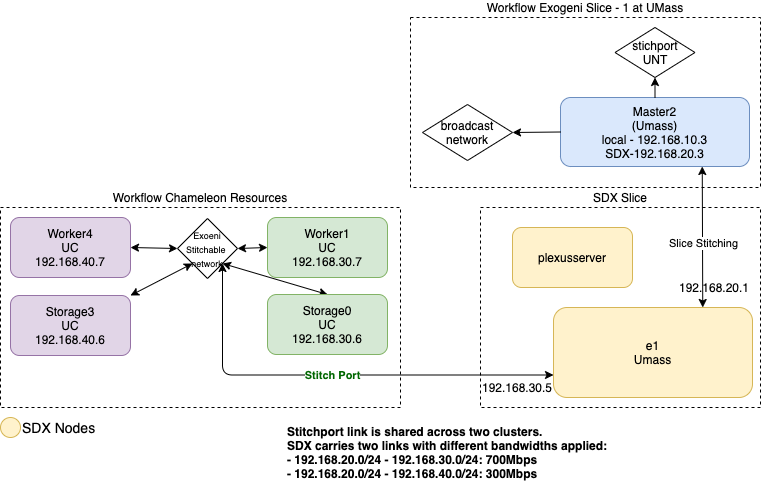 Workflow Exogeni Slice - 1 at UMass
stichport
UNT
broadcast
network
Master2
(Umass)
local - 192.168.10.3
SDX-192.168.20.3
Workflow Chameleon Resources
SDX Slice
Worker4
UC
192.168.40.7
Exoeni
Stitchable
network
Worker1
UC
192.168.30.7
Slice Stitching
plexusserver
192.168.20.1
Storage3
UC
192.168.40.6
Storage0
UC
192.168.30.6
e1
Umass
Stitch Port
192.168.30.5
SDX Nodes
Stitchport link is shared across two clusters.
SDX carries two links with different bandwidths applied:
- 192.168.20.0/24 - 192.168.30.0/24: 700Mbps
- 192.168.20.0/24 - 192.168.40.0/24: 300Mbps